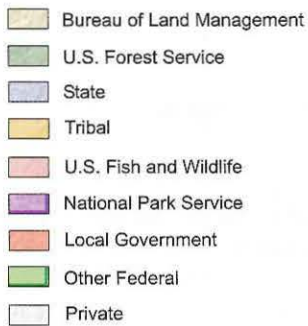 Bureau of Land Management
U.S. Forest Service
State
Tribal
U.S. Fish and Wildlife
National Park Service
Local Government
Other Federal
Private